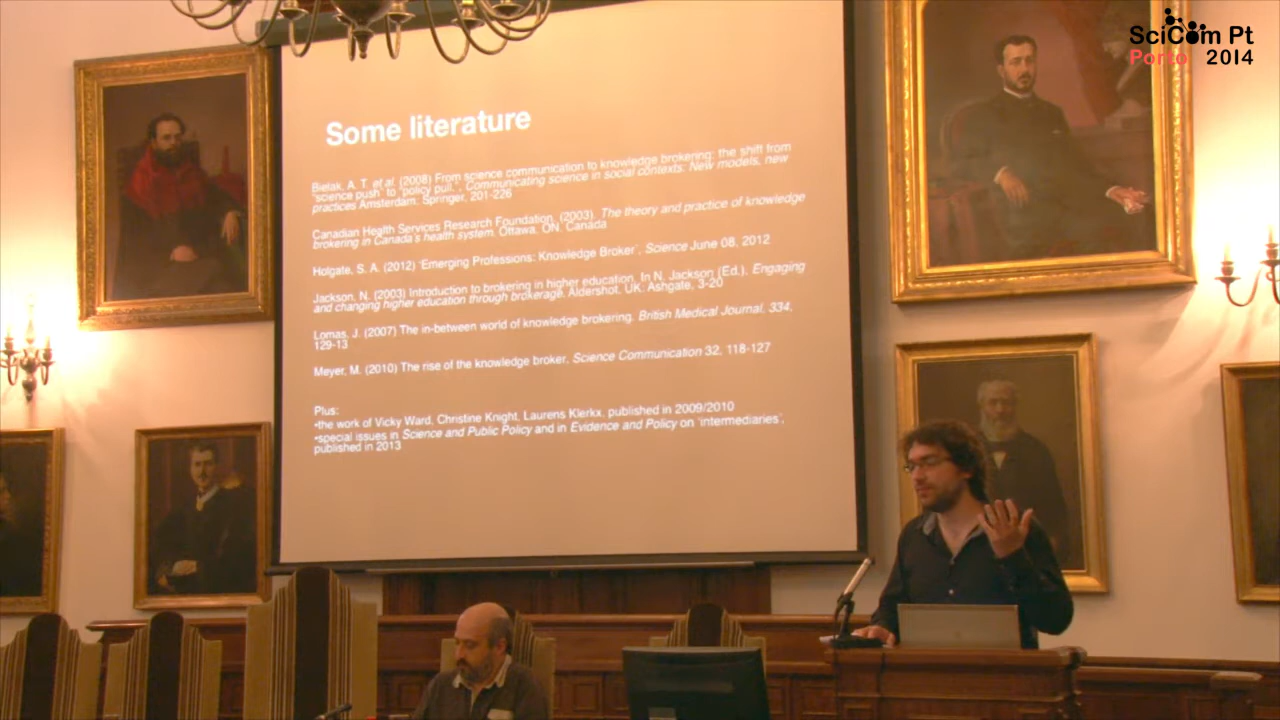 SciCom Pt
Porto 2014
Some literature
Bielak, A. T. et al. (2008) From science communication to knowledge brokering: the shift from
"science push" to "policy pull.", Communicating science in social contexts: New models, new
practices Amsterdam. Springer, 201-226
Canadian Health Services Research Foundation. (2003). The theory and practice of knowledge
brokering in Canada's health system. Ottawa, ON, Canada
Holgate, S. A. (2012) 'Emerging Professions: Knowledge Broker', Science June 08, 2012
Jackson, N. (2003) Introduction to brokering in higher education. In N. Jackson (Ed.), Engaging
and changing higher education through brokerage. Aldershot, UK: Ashgate, 3-20
Lomas, J. (2007) The in-between world of knowledge brokering. British Medical Journal, 334,
129-13
Meyer, M. (2010) The rise of the knowledge broker. Science Communication 32, 118-127
Plus:
•the work of Vicky Ward, Christine Knight, Laurens Klerkx, published in 2009/2010
•special issues in Science and Public Policy and in Evidence and Policy on 'intermediaries',
published in 2013